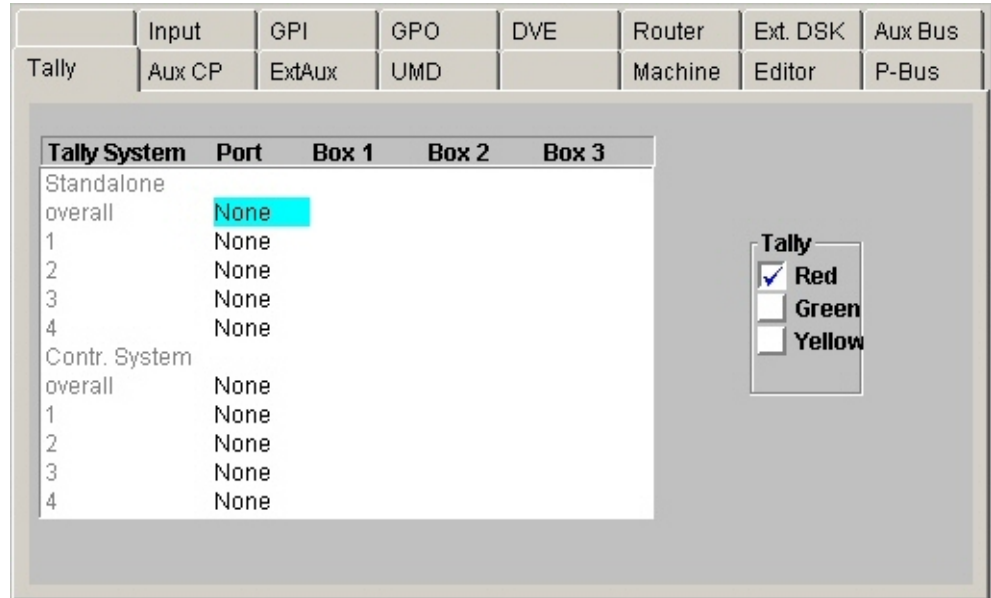 Input GPI GPO DVE Router Ext. DSK Aux Bus
Tally Aux CP ExtAux UMD Machine Editor P-Bus
Tally System Port Box 1 Box 2 Box 3
Standalone
overall None
1 None
2 None
3 None
4 None
Contr. System
overall None
1 None
2 None
3 None
4 None
Tally
Red
Green
Yellow